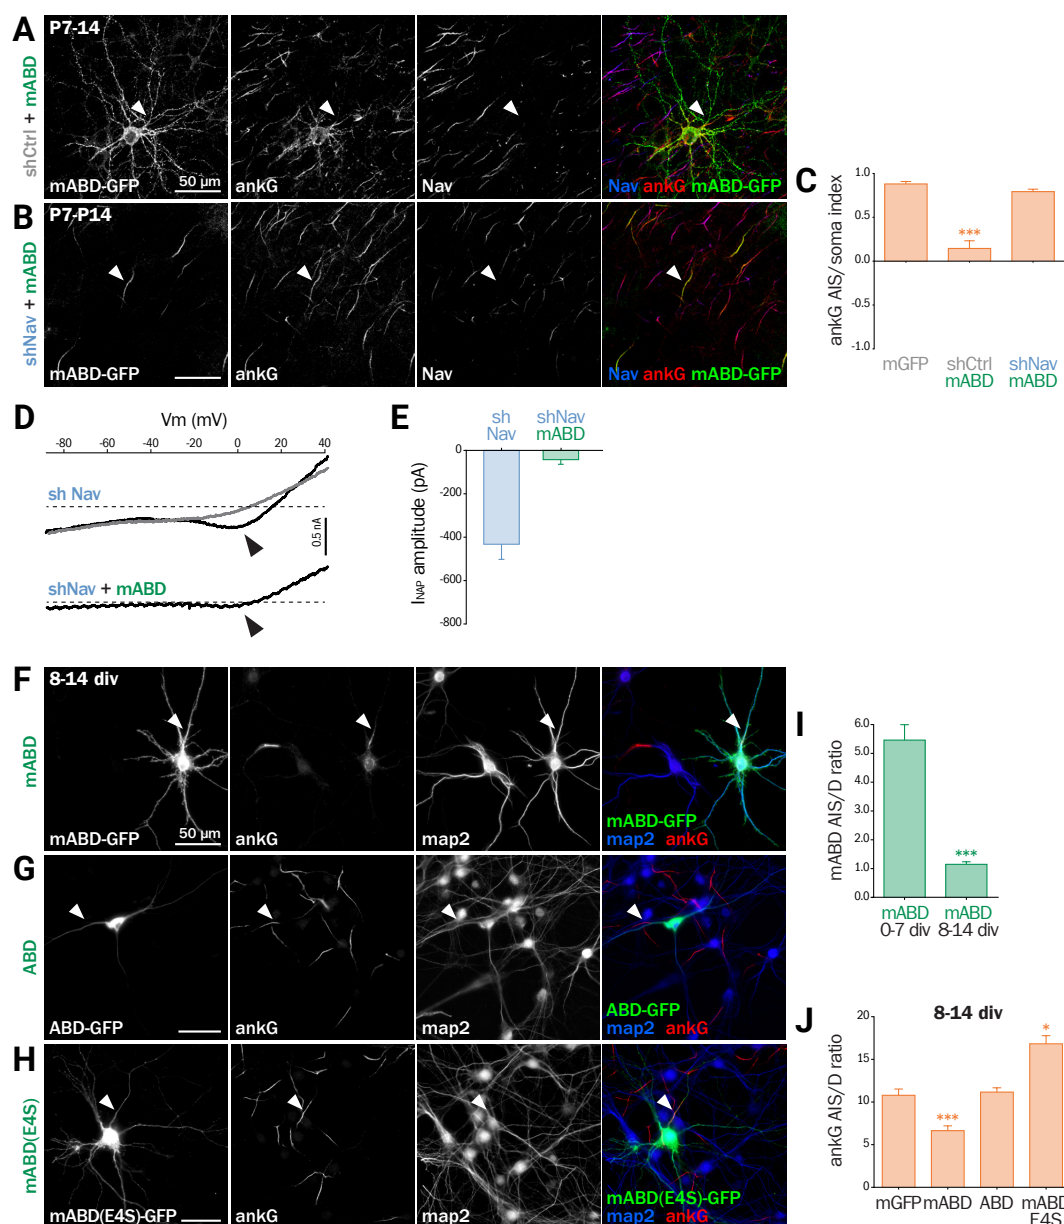 A
P7-14
shCtrl + mABD
mABD-GFP
50 µm
ankG
Nav
Nav ankG mABD-GFP
B
P7-P14
shNav + mABD
mABD-GFP
ankG
Nav
Nav ankG mABD-GFP
C
ankG AIS/soma index
1.0
0.5
0.0
-0.5
-1.0
***
mGFP
shCtrl
mABD
shNav
mABD
D
Vm (mV)
-80 -60 -40 -20 0 20 40
sh Nav
0.5 nA
shNav + mABD
E
sh
Nav
shNav
mABD
INAP amplitude (pA)
0
-200
-400
-600
-800
F
8-14 div
mABD
mABD-GFP
50 µm
ankG
map2
mABD-GFP
map2 ankG
G
ABD
ABD-GFP
ankG
map2
ABD-GFP
map2 ankG
H
mABD(E4S)
mABD(E4S)-GFP
ankG
map2
mABD(E4S)-GFP
map2 ankG
I
mABD AIS/D ratio
6.0
5.0
4.0
3.0
2.0
1.0
0.0
***
mABD
0-7 div
mABD
8-14 div
J
8-14 div
ankG AIS/D ratio
20
15
10
5
0
***
*
mGFP
mABD
ABD
mABD
E4S